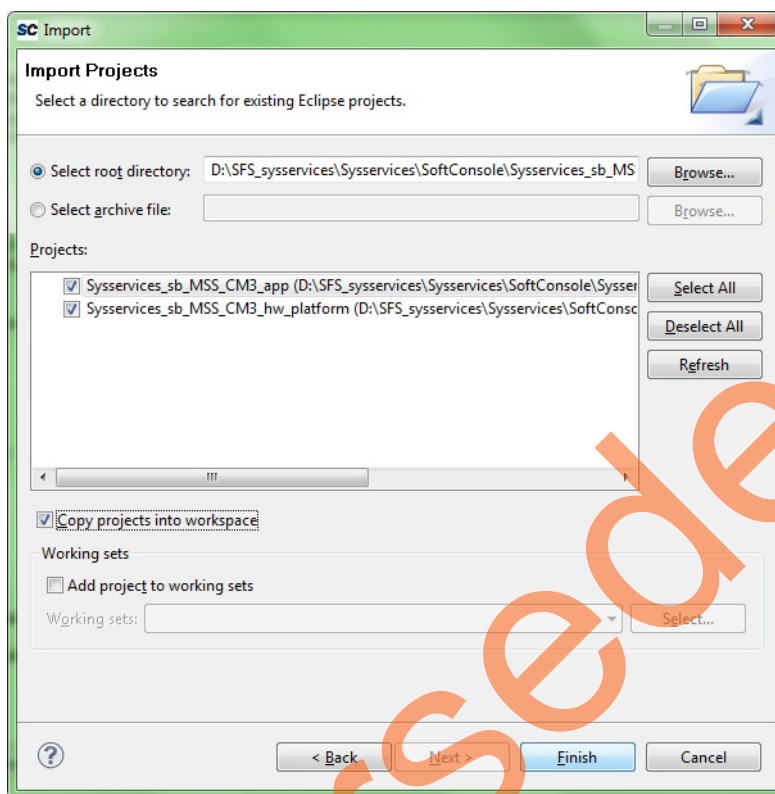 SC Import
Import Projects
Select a directory to search for existing Eclipse projects.
Select root directory: D:\SFS_sysservices\Sysservices\SoftConsole\Sysservices_sb_MS Browse...
Select archive file: Browse...
Projects:
Sysservices_sb_MSS_CM3_app (D:\SFS_sysservices\Sysservices\SoftConsole\Sysser Select All
Sysservices_sb_MSS_CM3_hw_platform (D:\SFS_sysservices\Sysservices\SoftConsc Deselect All
Refresh
Copy projects into workspace
Working sets
Add project to working sets
Working sets: Select...
? < Back Next > Finish Cancel
rsede